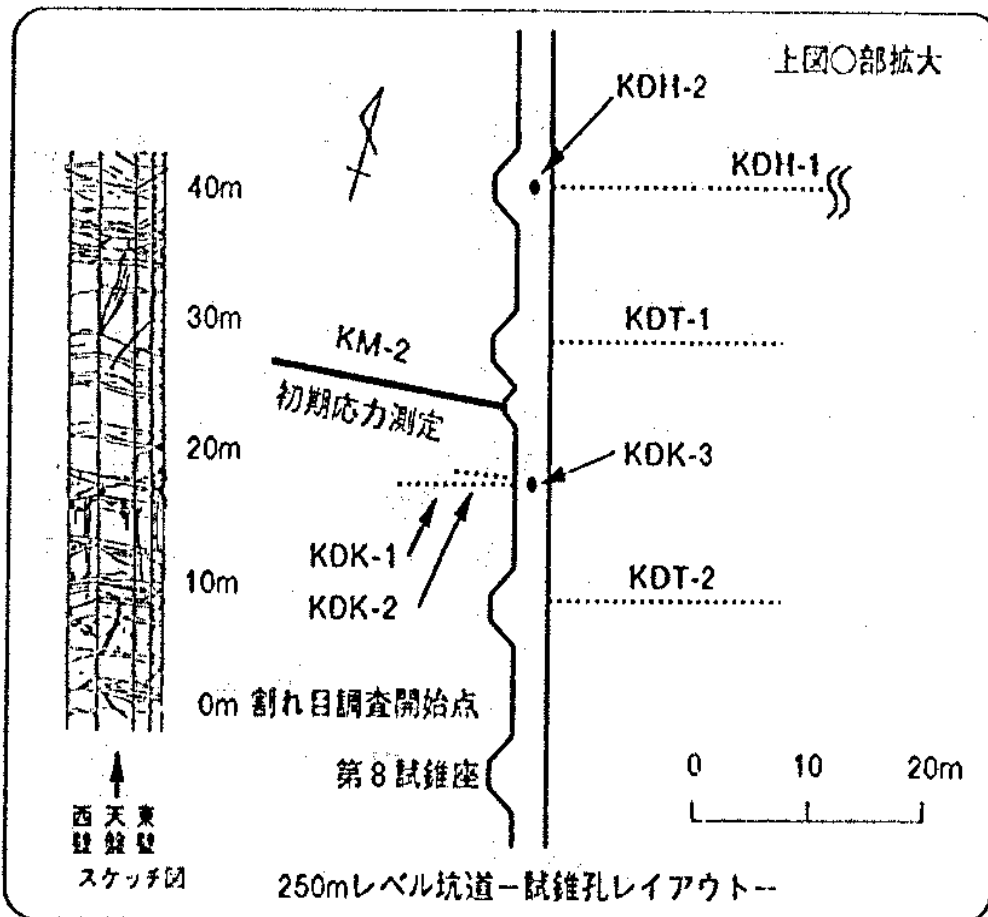 上図〇部拡大
KDH-2
KDH-1
40m
30m
KDT-1
KM-2
初期応力測定
20m
KDK-3
KDK-1
10m
KDT-2
KDK-2
0m 割れ目調査開始点
第8試錐座
0 10 20m
西壁 天盤 東壁
スケッチ図
250mレベル坑道－試錐孔レイアウト－